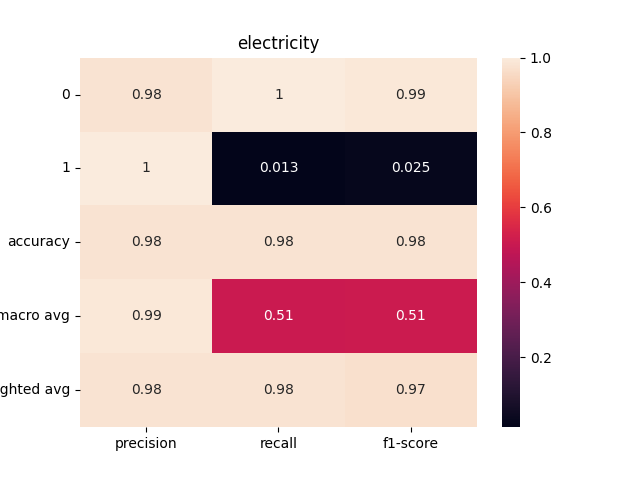 electricity
0 0.98 1 0.99
1 1 0.013 0.025
accuracy 0.98 0.98 0.98
macro avg 0.99 0.51 0.51
ghted avg 0.98 0.98 0.97
precision recall f1-score
1.0
0.8
0.6
0.4
0.2